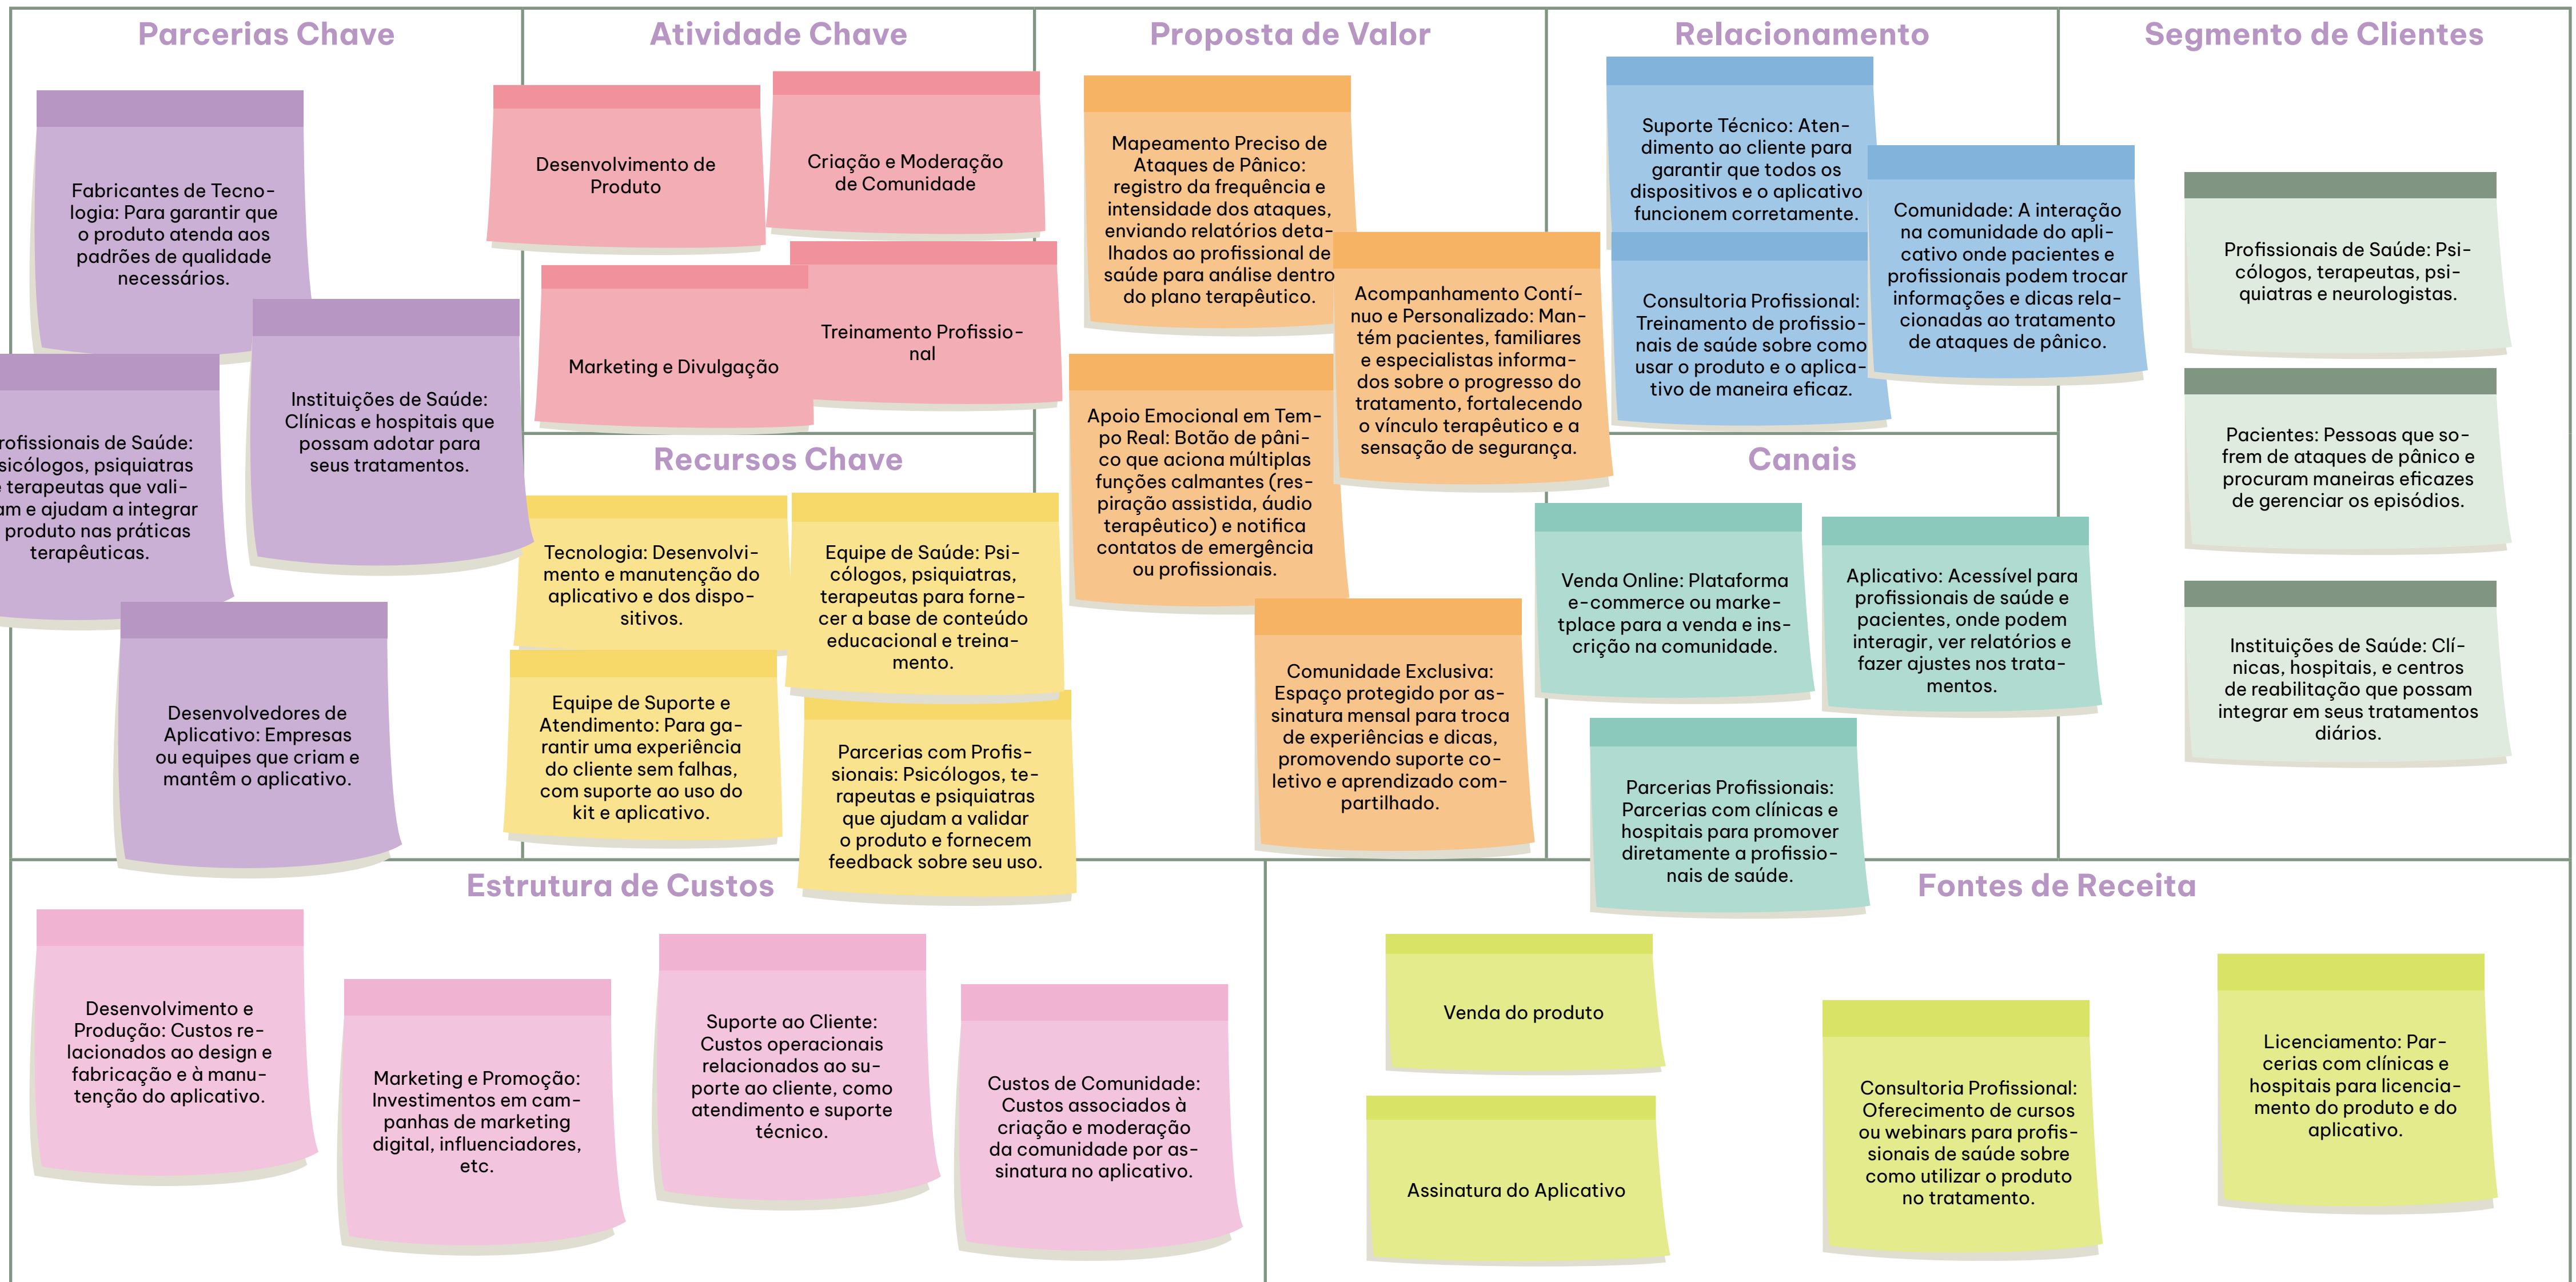 Parcerias Chave
Fabricantes de Tecno-
logia: Para garantir que
o produto atenda aos
padrões de qualidade
necessários.
Instituições de Saúde:
Clínicas e hospitais que
possam adotar para
seus tratamentos.
rofissionais de Saúde:
sicólogos, psiquiatras
terapeutas que vali-
am e ajudam a integrar
produto nas práticas
terapêuticas.
Desenvolvedores de
Aplicativo: Empresas
ou equipes que criam e
mantêm o aplicativo.
Atividade Chave
Desenvolvimento de
Produto
Criação e Moderação
de Comunidade
Marketing e Divulgação
Treinamento Profissio-
nal
Recursos Chave
Tecnologia: Desenvolvi-
mento e manutenção do
aplicativo e dos dispo-
sitivos.
Equipe de Saúde: Psi-
cólogos, psiquiatras,
terapeutas para forne-
cer a base de conteúdo
educacional e treina-
mento.
Equipe de Suporte e
Atendimento: Para ga-
rantir uma experiência
do cliente sem falhas,
com suporte ao uso do
kit e aplicativo.
Parcerias com Profis-
sionais: Psicólogos, te-
rapeutas e psiquiatras
que ajudam a validar
o produto e fornecem
feedback sobre seu uso.
Proposta de Valor
Mapeamento Preciso de
Ataques de Pânico:
registro da frequência e
intensidade dos ataques,
enviando relatórios deta-
lhados ao profissional de
saúde para análise dentro
do plano terapêutico.
Acompanhamento Contí-
nuo e Personalizado: Man-
tém pacientes, familiares
e especialistas informa-
dos sobre o progresso do
tratamento, fortalecendo
o vínculo terapêutico e a
sensação de segurança.
Apoio Emocional em Tem-
po Real: Botão de pâni-
co que aciona múltiplas
funções calmantes (res-
piração assistida, áudio
terapêutico) e notifica
contatos de emergência
ou profissionais.
Comunidade Exclusiva:
Espaço protegido por as-
sinatura mensal para troca
de experiências e dicas,
promovendo suporte co-
letivo e aprendizado com-
partilhado.
Relacionamento
Suporte Técnico: Aten-
dimento ao cliente para
garantir que todos os
dispositivos e o aplicativo
funcionem corretamente.
Comunidade: A interação
na comunidade do apli-
cativo onde pacientes e
profissionais podem trocar
informações e dicas rela-
cionadas ao tratamento
de ataques de pânico.
Consultoria Profissional:
Treinamento de profissio-
nais de saúde sobre como
usar o produto e o aplica-
tivo de maneira eficaz.
Canais
Venda Online: Plataforma
e-commerce ou marke-
tplace para a venda e ins-
crição na comunidade.
Aplicativo: Acessível para
profissionais de saúde e
pacientes, onde podem
interagir, ver relatórios e
fazer ajustes nos trata-
mentos.
Parcerias Profissionais:
Parcerias com clínicas e
hospitais para promover
diretamente a profissio-
nais de saúde.
Segmento de Clientes
Profissionais de Saúde: Psi-
cólogos, terapeutas, psi-
quiatras e neurologistas.
Pacientes: Pessoas que so-
frem de ataques de pânico e
procuram maneiras eficazes
de gerenciar os episódios.
Instituições de Saúde: Clí-
nicas, hospitais, e centros
de reabilitação que possam
integrar em seus tratamentos
diários.
Estrutura de Custos
Desenvolvimento e
Produção: Custos re-
lacionados ao design e
fabricação e à manu-
tenção do aplicativo.
Marketing e Promoção:
Investimentos em cam-
panhas de marketing
digital, influenciadores,
etc.
Suporte ao Cliente:
Custos operacionais
relacionados ao su-
porte ao cliente, como
atendimento e suporte
técnico.
Custos de Comunidade:
Custos associados à
criação e moderação
da comunidade por as-
sinatura no aplicativo.
Fontes de Receita
Venda do produto
Assinatura do Aplicativo
Consultoria Profissional:
Oferecimento de cursos
ou webinars para profis-
sionais de saúde sobre
como utilizar o produto
no tratamento.
Licenciamento: Par-
cerias com clínicas e
hospitais para licencia-
mento do produto e do
aplicativo.